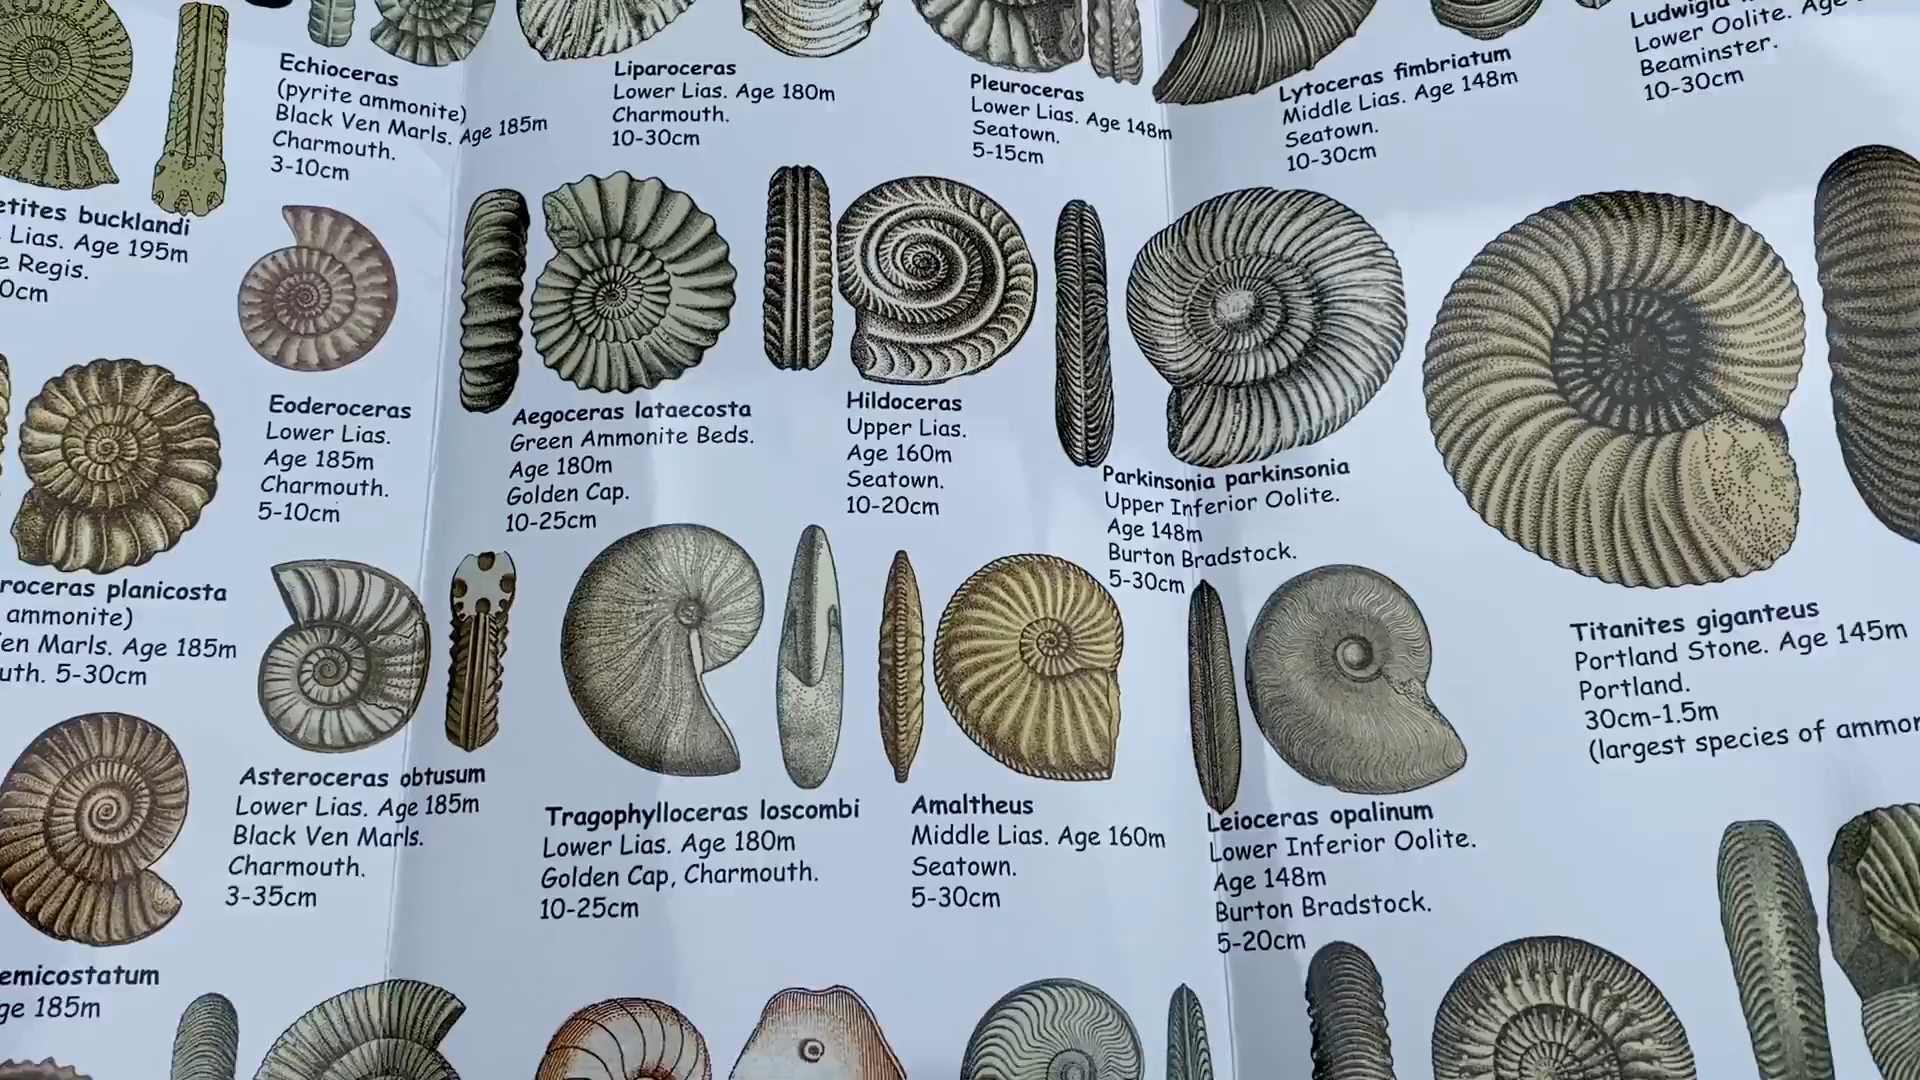 Echioceras
(pyrite ammonite)
Black Ven Marls. Age 185m
Charmouth.
3-10cm
Liparoceras
Lower Lias. Age 180m
Charmouth.
10-30cm
Pleuroceras
Lower Lias. Age 148m
Seatown.
5-15cm
Lytoceras fimbriatum
Middle Lias. Age 148m
Seatown.
10-30cm
Lower Oolite. Age
Beaminster.
10-30cm
bucklandi
Lias. Age 195m
Regis.
Eoderoceras
Lower Lias.
Age 185m
Charmouth.
5-10cm
Aegoceras lataecosta
Green Ammonite Beds.
Age 180m
Golden Cap.
10-25cm
Hildoceras
Upper Lias.
Age 160m
Seatown.
10-20cm
Parkinsonia parkinsonia
Upper Inferior Oolite.
Age 148m
Burton Bradstock.
5-30cm
Titanites giganteus
Portland Stone. Age 145m
Portland.
30cm-1.5m
(largest species of
planicosta
ammonite)
Marls. Age 185m
5-30cm
Asteroceras obtusum
Lower Lias. Age 185m
Black Ven Marls.
Charmouth.
3-35cm
Tragophylloceras loscombi
Lower Lias. Age 180m
Golden Cap, Charmouth.
10-25cm
Amaltheus
Middle Lias. Age 160m
Seatown.
5-30cm
Leioceras opalinum
Lower Inferior Oolite.
Age 148m
Burton Bradstock.
5-20cm
185m